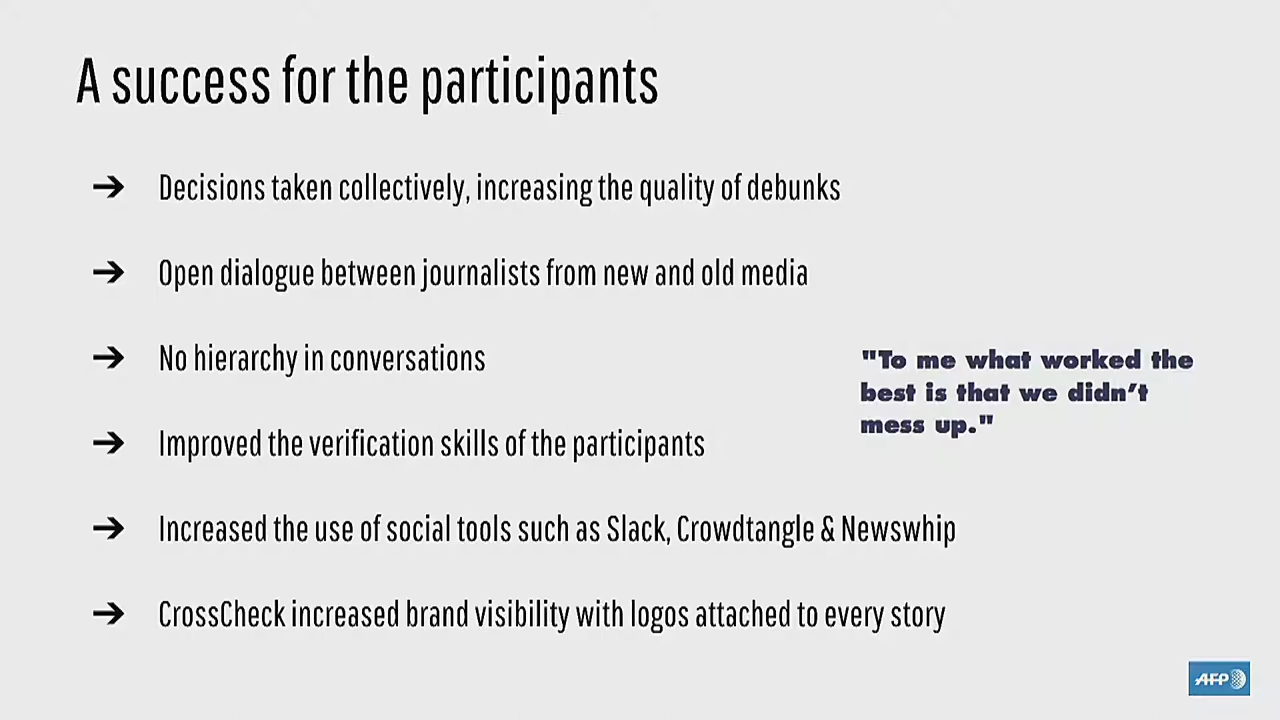 A success for the participants
➔ Decisions taken collectively, increasing the quality of debunks
➔ Open dialogue between journalists from new and old media
➔ No hierarchy in conversations
"To me what worked the
best is that we didn’t
mess up."
➔ Improved the verification skills of the participants
➔ Increased the use of social tools such as Slack, Crowdtangle & Newswhip
➔ CrossCheck increased brand visibility with logos attached to every story
AFP